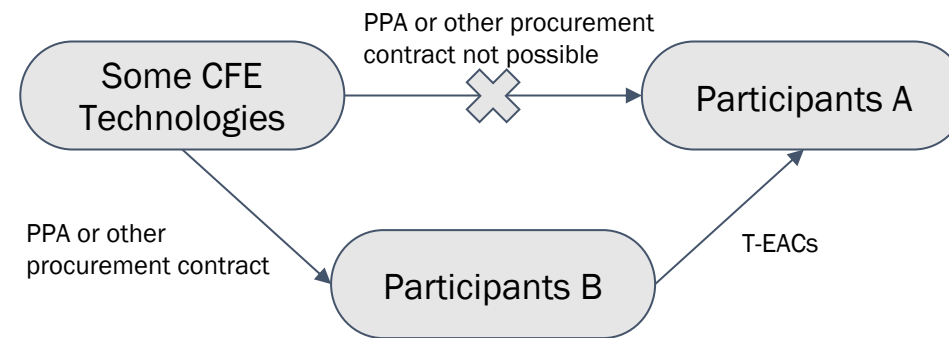 PPA or other procurement
contract not possible
Some CFE
Technologies
Participants A
PPA or other
procurement contract
T-EACs
Participants B